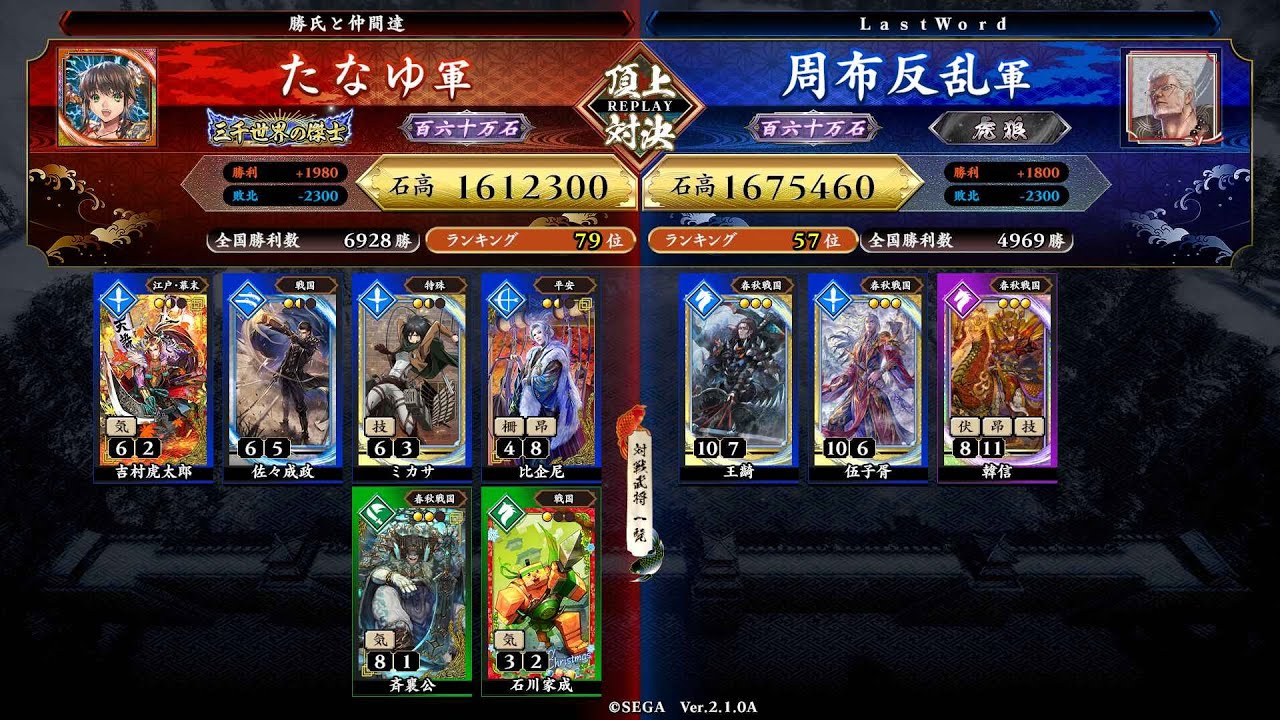 勝氏と仲間達
LastWord
たなゆ軍
頂上
REPLAY
対決
周布反乱軍
三千世界の傑士
百六十万石
百六十万石
勝利 +1980
敗北 -2300
石高 1612300
石高 1675460
勝利 +1800
敗北 -2300
全国勝利数 6928勝
ランキング 79位
ランキング 57位
全国勝利数 4969勝
江戸・幕末
戦国
特殊
平安
春秋戦国
春秋戦国
春秋戦国
気
技
柵 昂
伏 昂 技
6 2
6 5
6 3
4 8
10 7
10 6
8 11
吉村虎太郎
佐々成政
ミカサ
比企尼
王齮
伍子胥
韓信
対戦武将一覧
春秋戦国
戦国
気
気
8 1
3 2
Christmas
斉襄公
石川家成
©SEGA Ver.2.1.0A